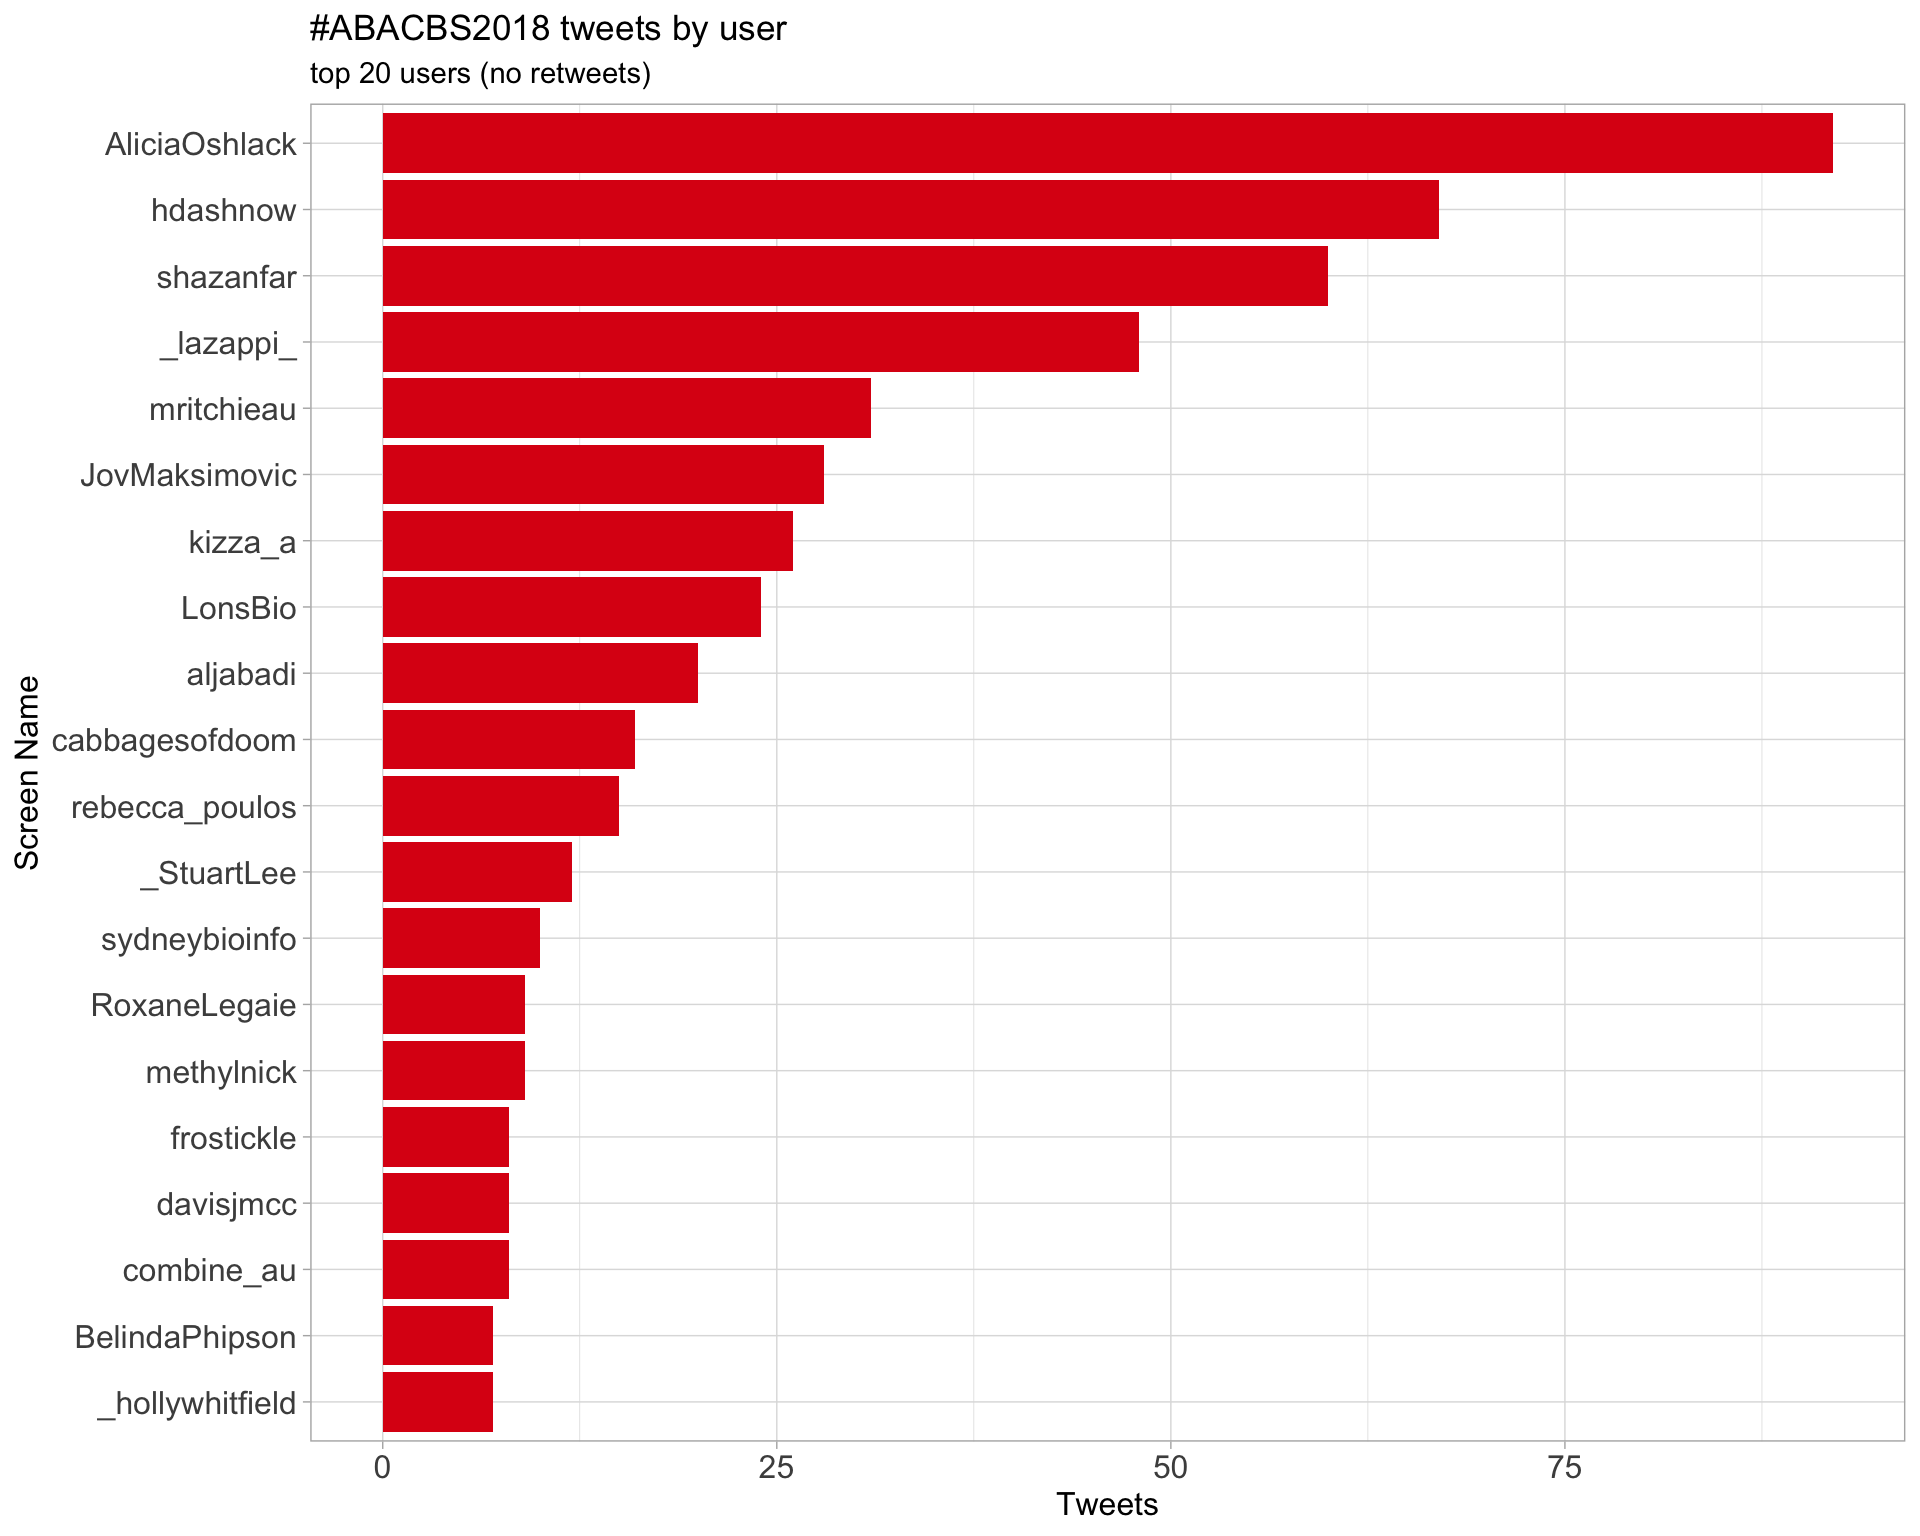 #ABACBS2018 tweets by user
top 20 users (no retweets)
AliciaOshlack
hdashnow
shazanfar
_lazappi_
mritchieau
JovMaksimovic
kizza_a
LonsBio
aljabadi
cabbagesofdoom
rebecca_poulos
_StuartLee
sydneybioinfo
RoxaneLegaie
methylnick
frostickle
davisjmcc
combine_au
BelindaPhipson
_hollywhitfield
Screen Name
0 25 50 75
Tweets